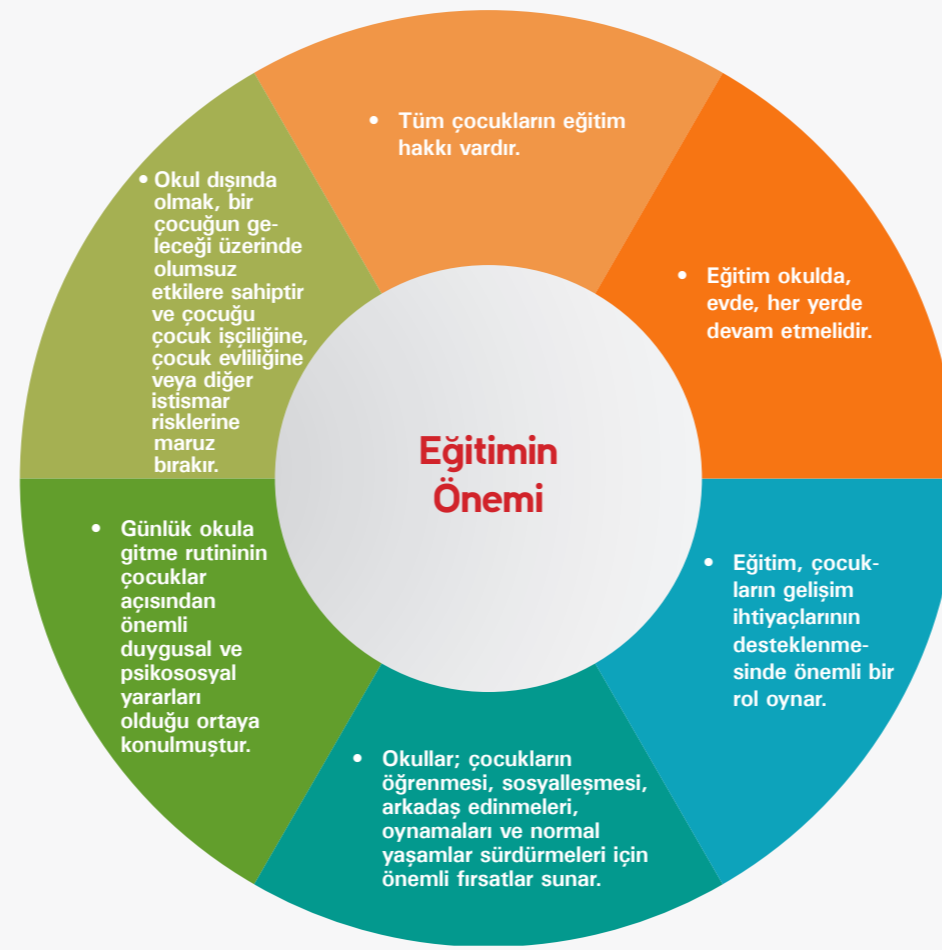 Eğitimin
Önemi
• Tüm çocukların eğitim
hakkı vardır.
• Eğitim okulda,
evde, her yerde
devam etmelidir.
• Eğitim, çocuk-
ların gelişim
ihtiyaçlarının
desteklenme-
sinde önemli bir
rol oynar.
• Okullar; çocukların
öğrenmesi, sosyalleşmesi,
arkadaş edinmeleri,
oynamaları ve normal
yaşamlar sürdürmeleri için
önemli fırsatlar sunar.
• Günlük okula
gitme rutininin
çocuklar
açısından
önemli
duygusal ve
psikososyal
yararları
olduğu ortaya
konulmuştur.
• Okul dışında
olmak, bir
çocuğun ge-
leceği üzerinde
olumsuz
etkilere sahiptir
ve çocuğu
çocuk işçiliğine,
çocuk evliliğine
veya diğer
istismar
risklerine
maruz
bırakır.